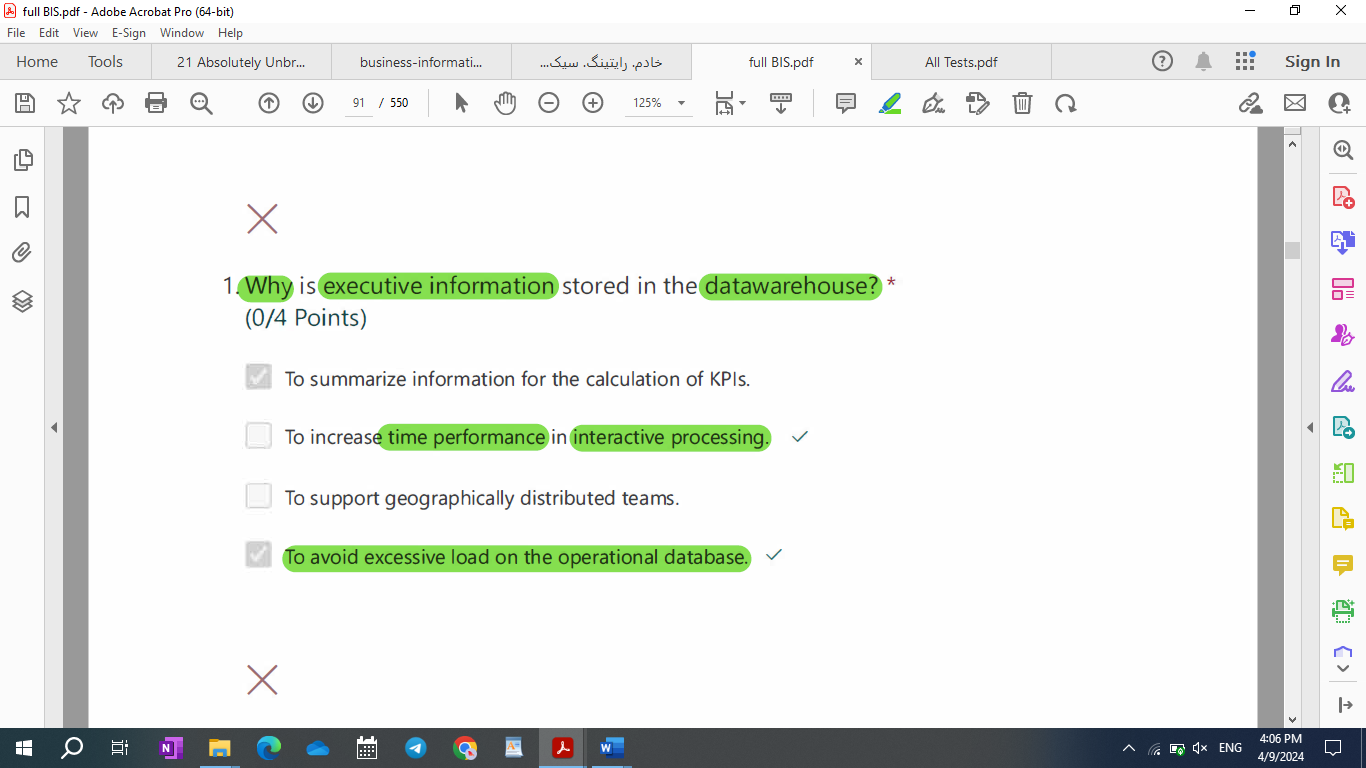 full BIS.pdf - Adobe Acrobat Pro (64-bit)
File Edit View E-Sign Window Help
Home Tools 21 Absolutely Unbr... business-informati... خادم. رایتینگ. سیک... full BIS.pdf × All Tests.pdf Sign In
91 / 550 125%
1. Why is executive information stored in the datawarehouse? *
(0/4 Points)
To summarize information for the calculation of KPIs.
To increase time performance in interactive processing.
To support geographically distributed teams.
To avoid excessive load on the operational database.
ENG
4:06 PM
4/9/2024